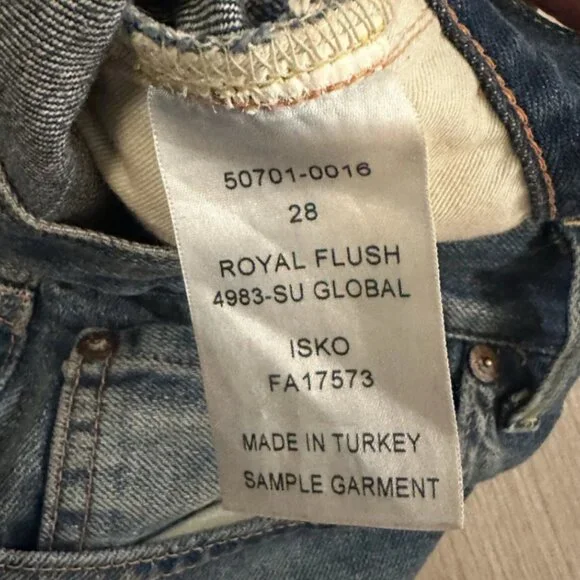 50701-0016
28
ROYAL FLUSH
4983-SU GLOBAL
ISKO
FA17573
MADE IN TURKEY
SAMPLE GARMENT